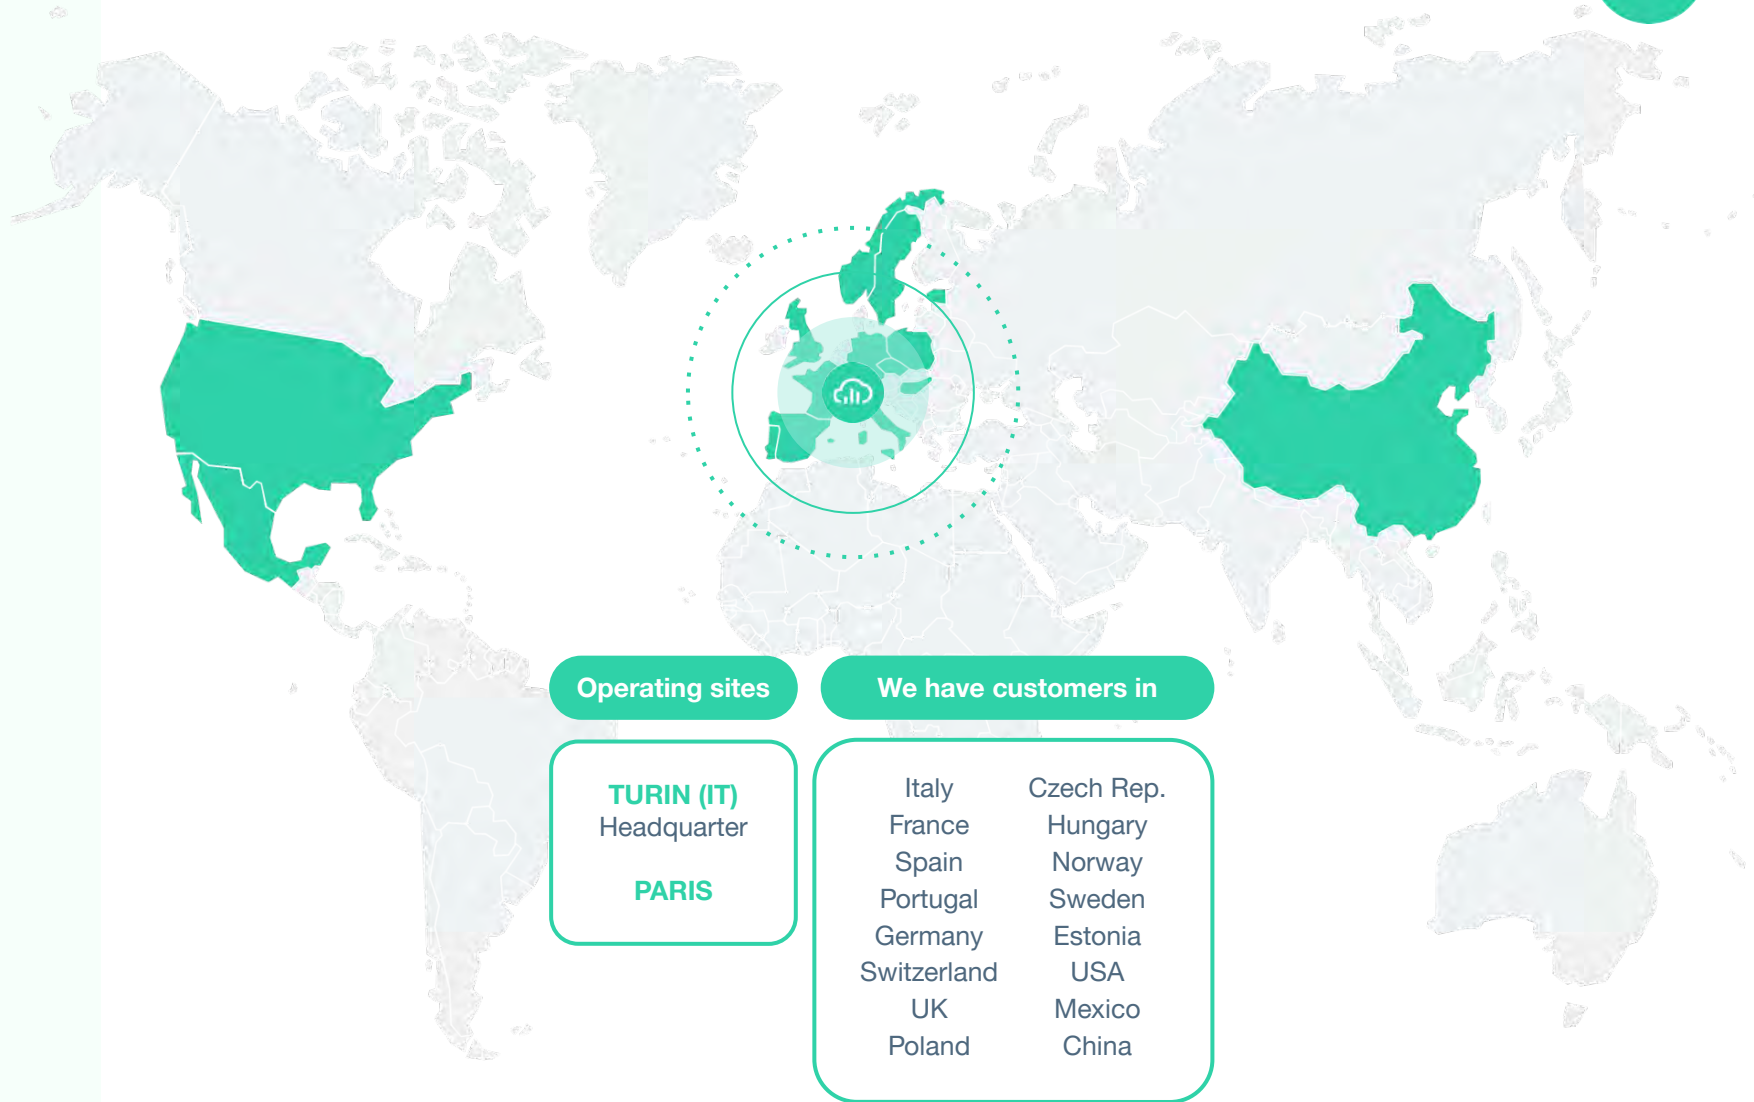 Operating sites
TURIN (IT)
Headquarter
PARIS
We have customers in
Italy
France
Spain
Portugal
Germany
Switzerland
UK
Poland
Czech Rep.
Hungary
Norway
Sweden
Estonia
USA
Mexico
China